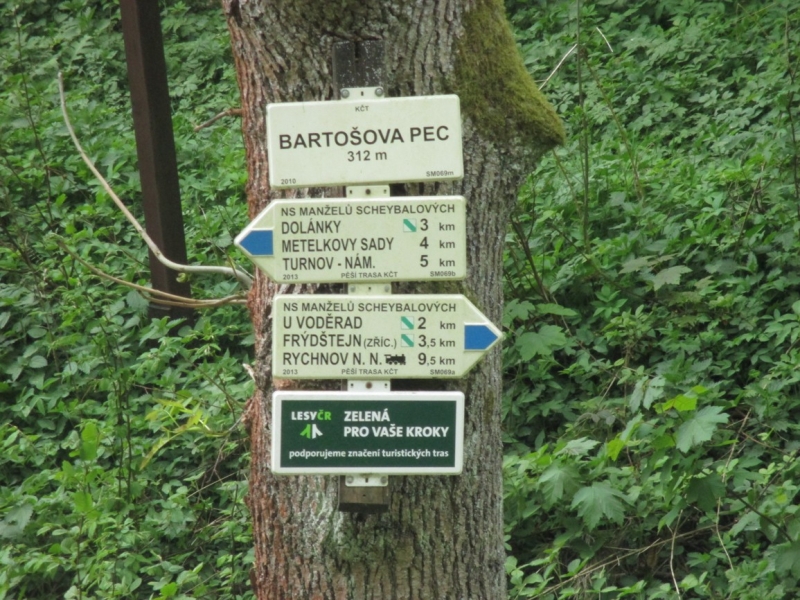 KČT
BARTOŠOVA PEC
312 m
2010 SM069m
NS MANŽELŮ SCHEYBALOVÝCH
DOLÁNKY 3 km
METELKOVY SADY 4 km
TURNOV - NÁM. 5 km
2013 PĚŠÍ TRASA KČT SM069b
NS MANŽELŮ SCHEYBALOVÝCH
U VODĚRAD 2 km
FRÝDŠTEJN (ZŘÍC.) 3,5 km
RYCHNOV N. N. 9,5 km
2013 PĚŠÍ TRASA KČT SM069a
LESY ČR ZELENÁ
PRO VAŠE KROKY
podporujeme značení turistických tras